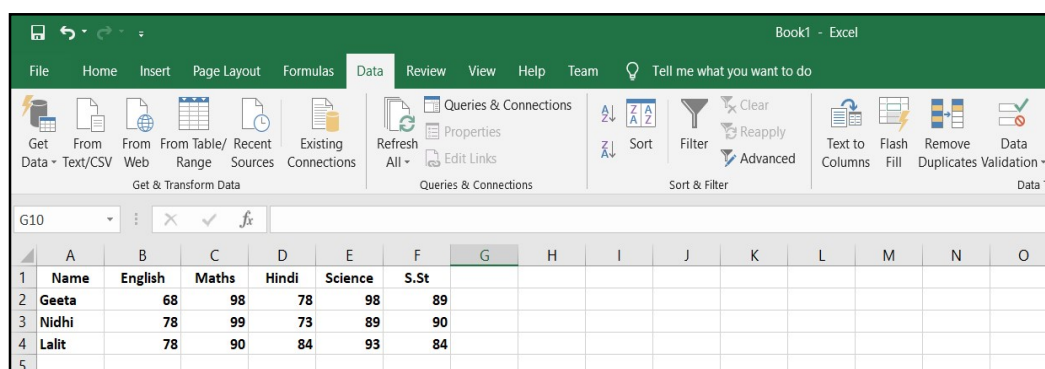 Book1 - Excel
File Home Insert Page Layout Formulas Data Review View Help Team Tell me what you want to do
Get Data From Text/CSV From Web From Table/ Range Recent Sources Existing Connections
Get & Transform Data
Refresh All Queries & Connections Properties Edit Links
Queries & Connections
A Z Z A Z A A Z Sort Filter Clear Reapply Advanced
Sort & Filter
Text to Columns Flash Fill Remove Duplicates Data Validation
Data
G10 fx
A B C D E F G H I J K L M N O
1 Name English Maths Hindi Science S.St
2 Geeta 68 98 78 98 89
3 Nidhi 78 99 73 89 90
4 Lalit 78 90 84 93 84
5